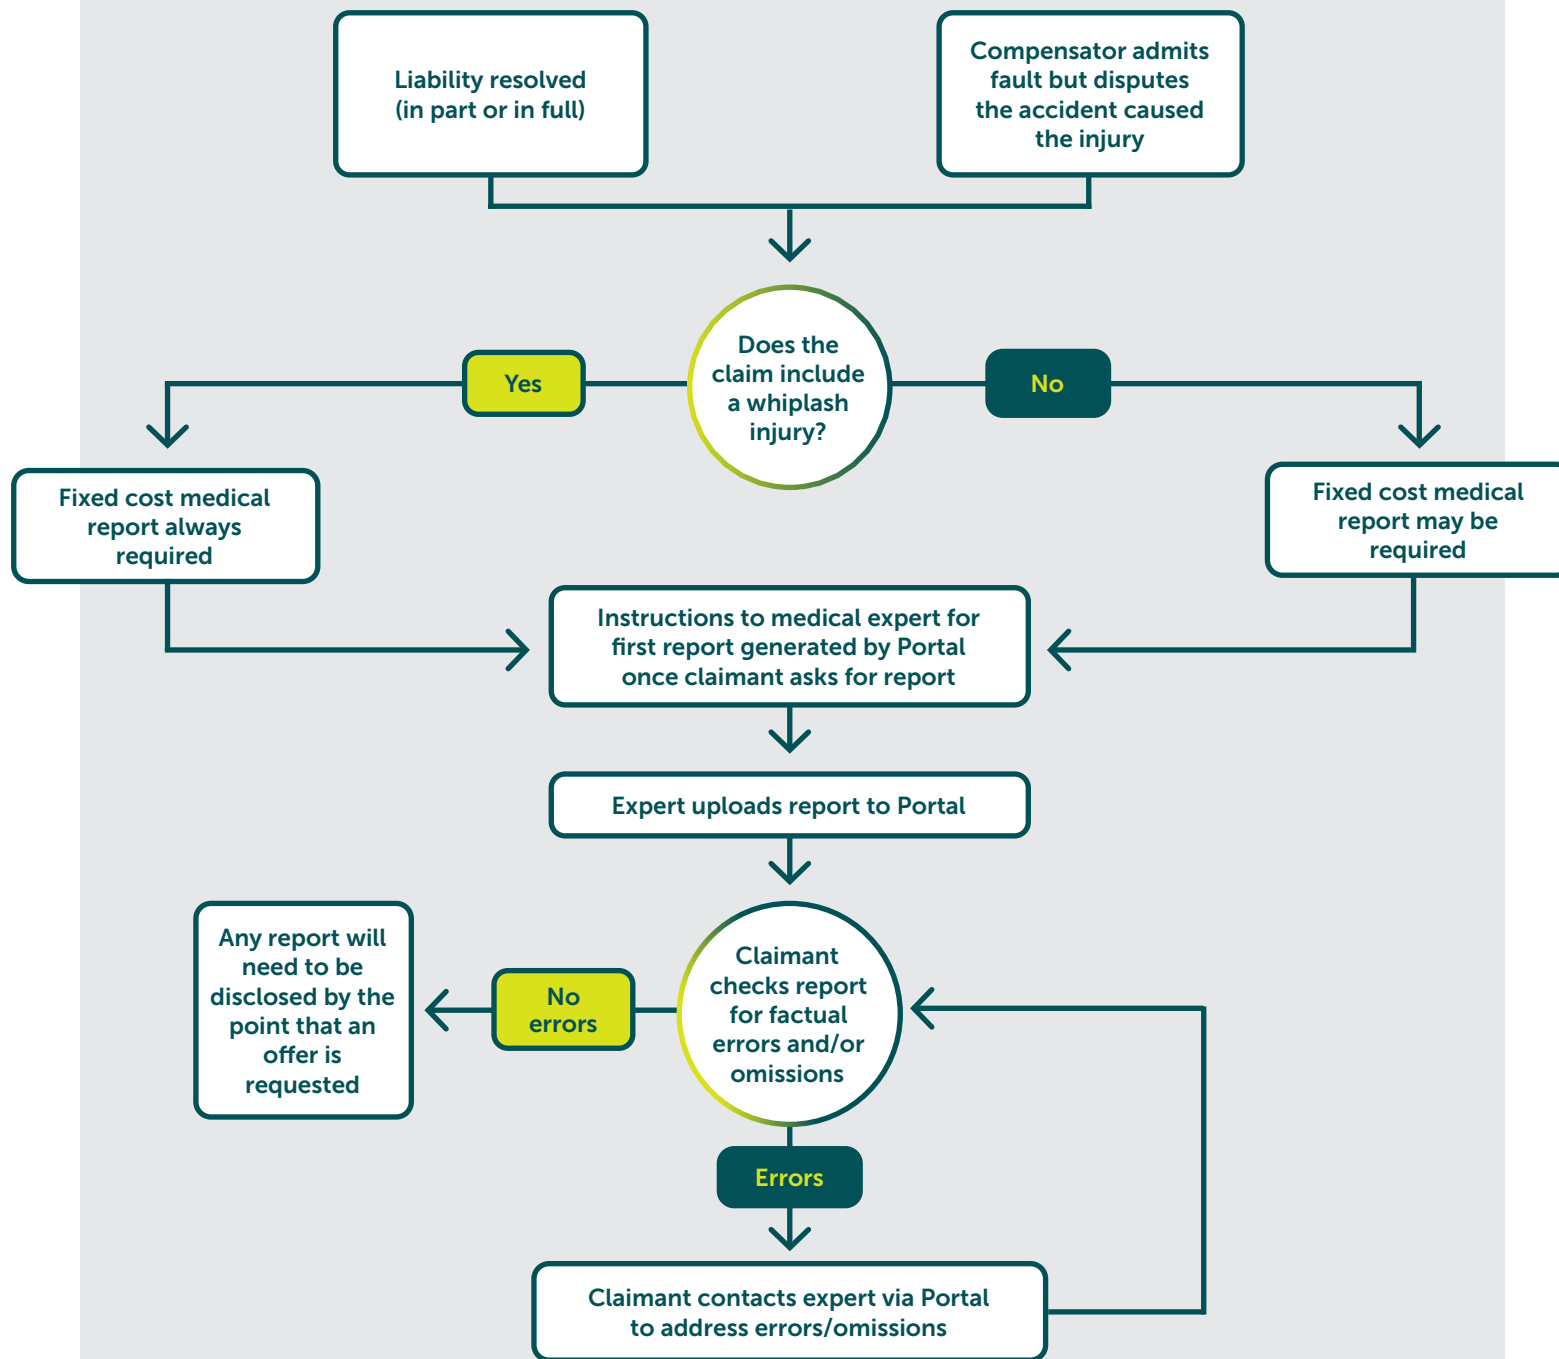 Liability resolved
(in part or in full)
Compensator admits
fault but disputes
the accident caused
the injury
Does the
claim include
a whiplash
injury?
Yes
No
Fixed cost medical
report always
required
Fixed cost medical
report may be
required
Instructions to medical expert for
first report generated by Portal
once claimant asks for report
Expert uploads report to Portal
Claimant
checks report
for factual
errors and/or
omissions
No
errors
Any report will
need to be
disclosed by the
point that an
offer is
requested
Errors
Claimant contacts expert via Portal
to address errors/omissions